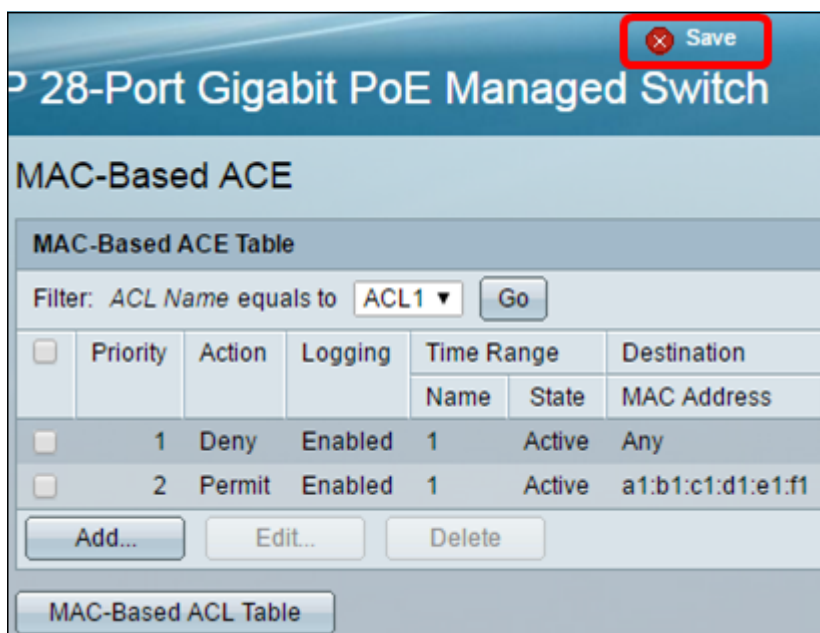 Save
P 28-Port Gigabit PoE Managed Switch
MAC-Based ACE
MAC-Based ACE Table
Filter: ACL Name equals to ACL1 Go
Priority Action Logging Time Range Destination
Name State MAC Address
1 Deny Enabled 1 Active Any
2 Permit Enabled 1 Active a1:b1:c1:d1:e1:f1
Add... Edit... Delete
MAC-Based ACL Table